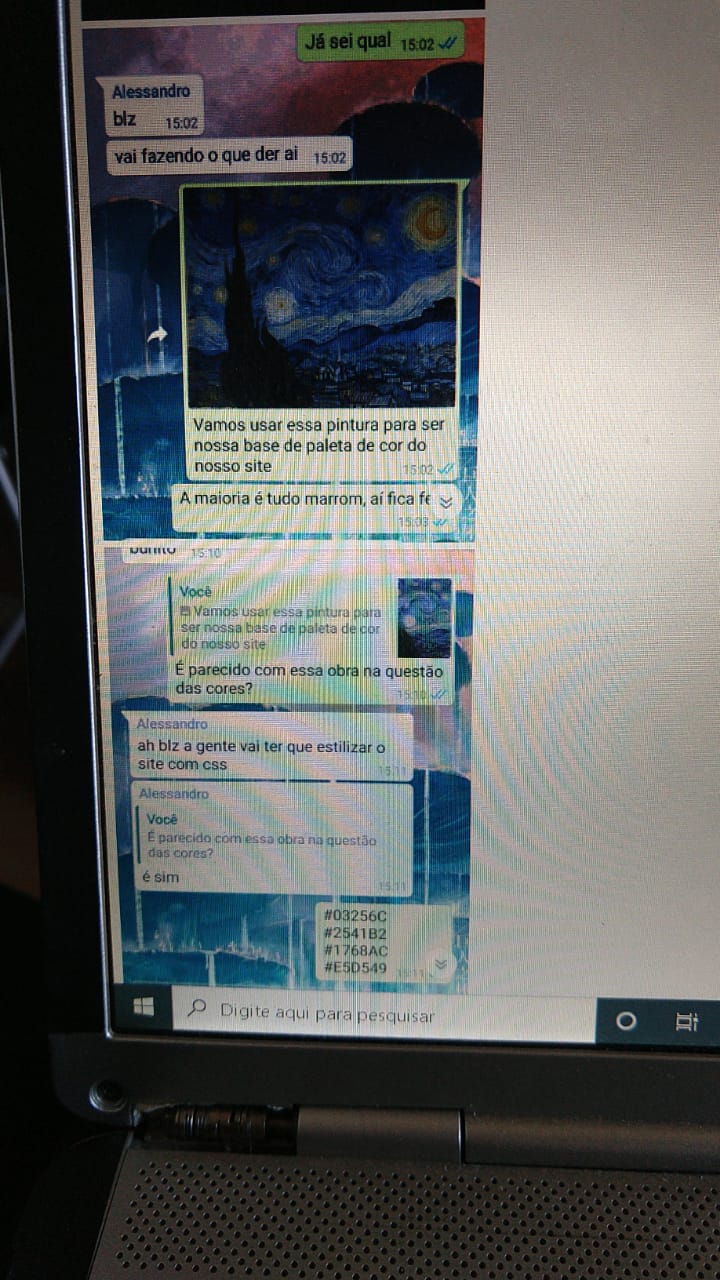 Já sei qual 15:02
Alessandro
blz 15:02
vai fazendo o que der ai 15:02
Vamos usar essa pintura para ser
nossa base de paleta de cor do
nosso site 15:02
A maioria é tudo marrom, aí fica fe
15:03
15:10
Você
Vamos usar essa pintura para
ser nossa base de paleta de cor
do nosso site
É parecido com essa obra na questão
das cores? 15:10
Alessandro
ah blz a gente vai ter que estilizar o
site com css 15:11
Alessandro
Você
É parecido com essa obra na questão
das cores?
é sim 15:11
#03256C
#2541B2
#1768AC
#E5D549 15:11
Digite aqui para pesquisar